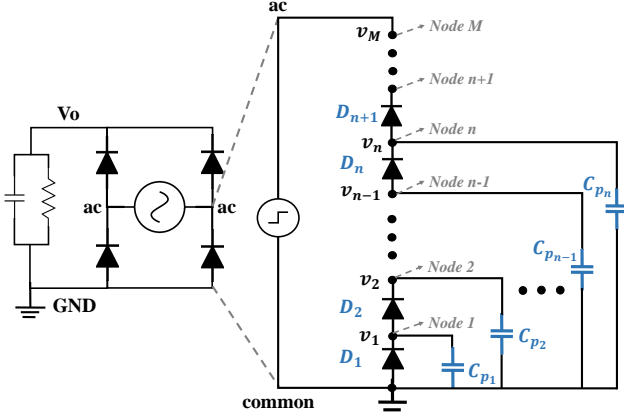 ac
v_M
Node M
Node n+1
D_{n+1}
Node n
Vo
v_n
D_n
Node n-1
v_{n-1}
C_{p_n}
ac
ac
C_{p_{n-1}}
Node 2
v_2
D_2
Node 1
C_{p_2}
GND
v_1
D_1
C_{p_1}
common